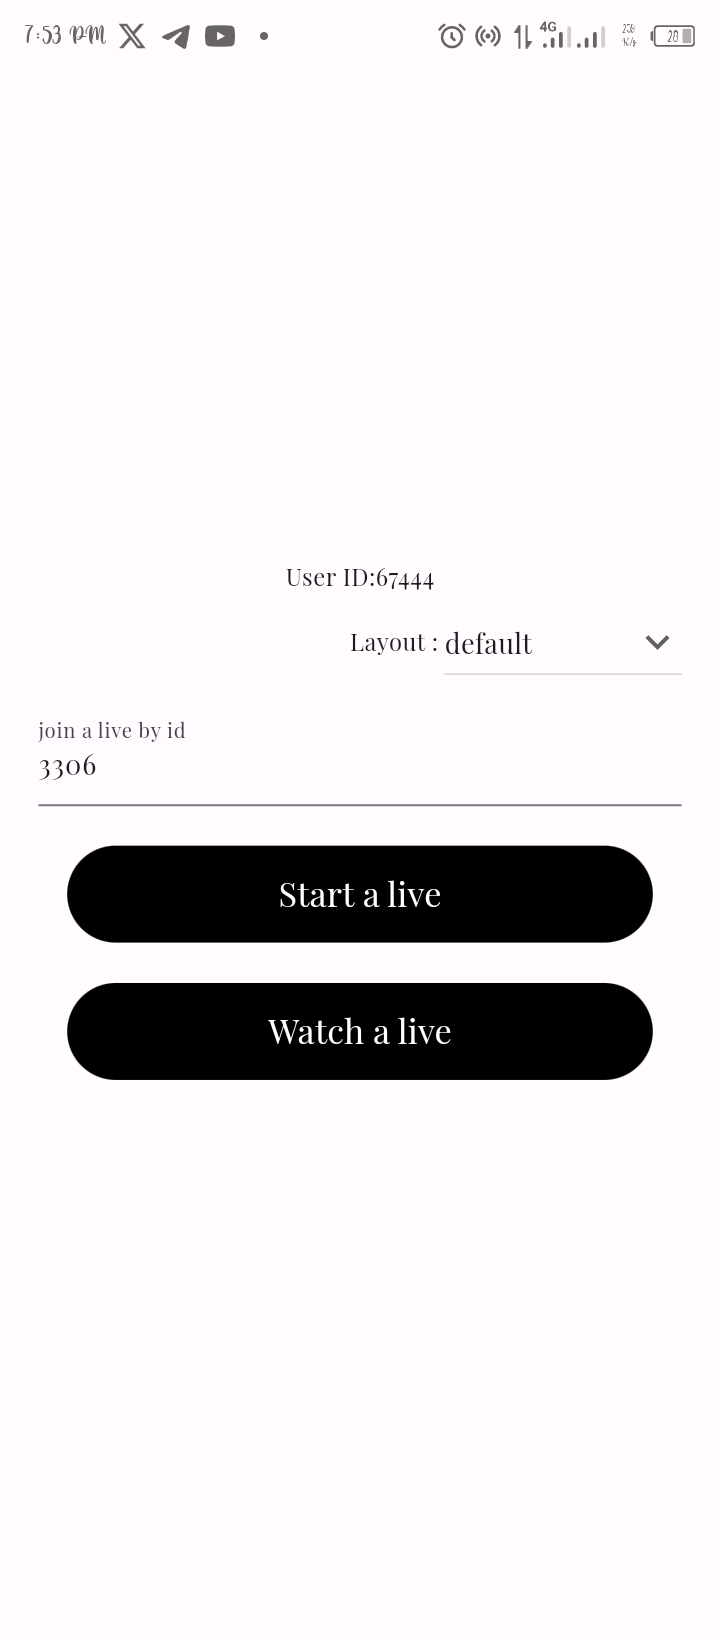 7:53 PM
4G
28
User ID:67444
Layout : default
join a live by id
3306
Start a live
Watch a live